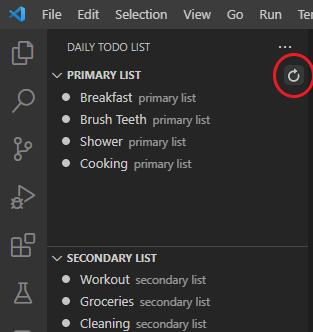 File Edit Selection View Go Run Ter
DAILY TODO LIST
PRIMARY LIST
Breakfast primary list
Brush Teeth primary list
Shower primary list
Cooking primary list
SECONDARY LIST
Workout secondary list
Groceries secondary list
Cleaning secondary list